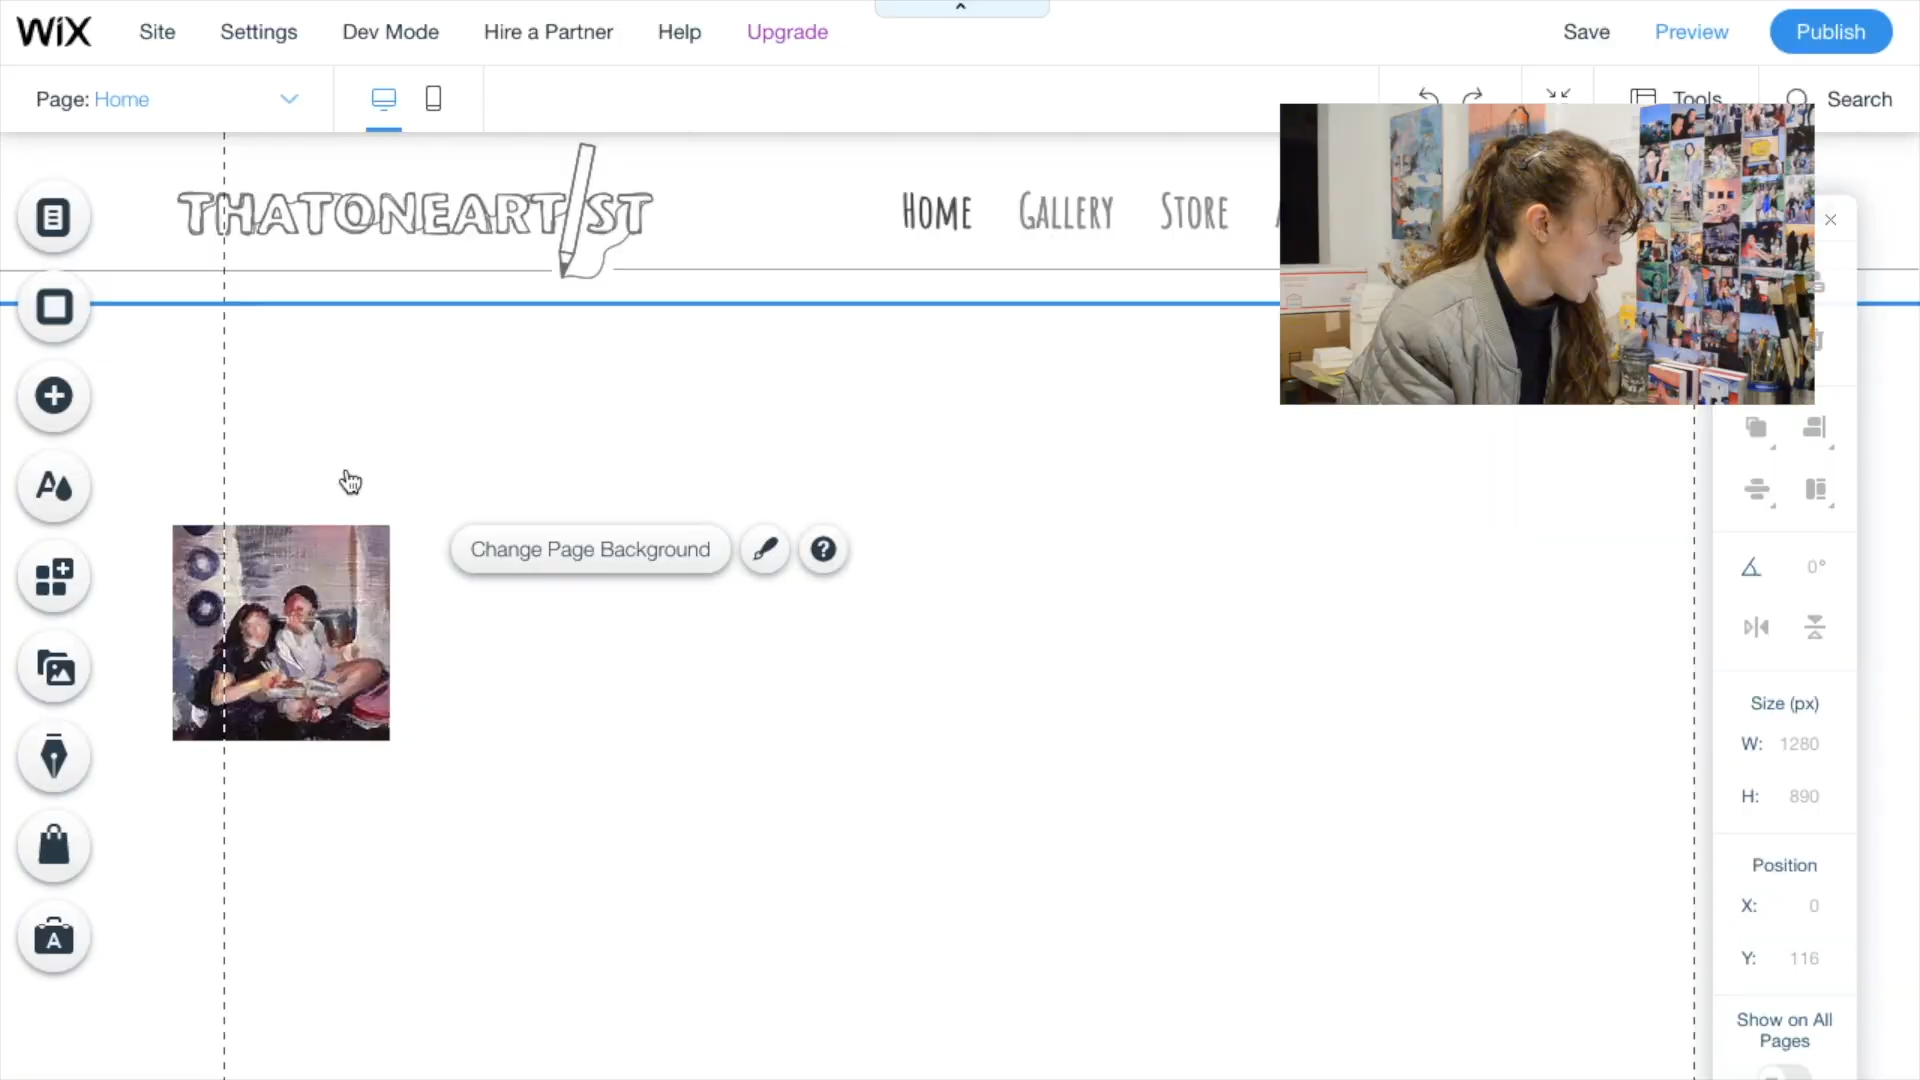 WiX Site Settings Dev Mode Hire a Partner Help Upgrade Save Preview Publish
Page: Home Tools Search
THATONEARTIST HOME GALLERY STORE
Change Page Background ?
0°
Size (px)
W: 1280
H: 890
Position
X: 0
Y: 116
Show on All
Pages